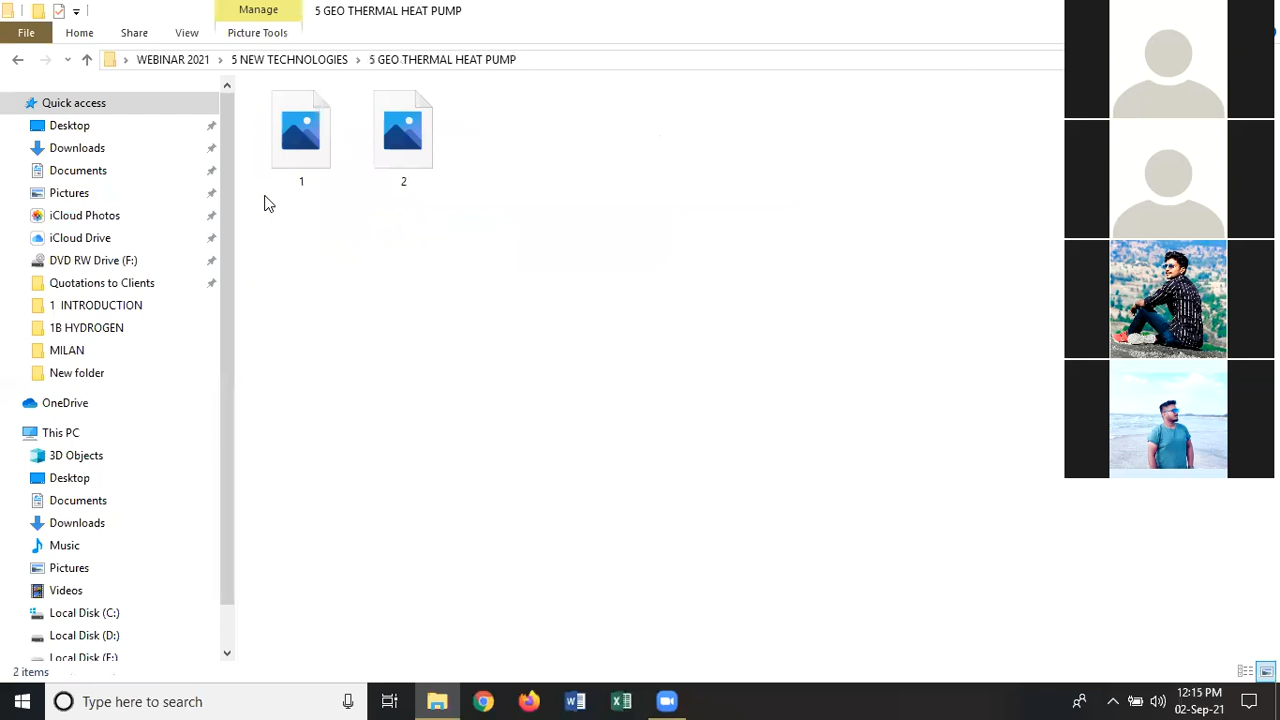 Manage
5 GEO THERMAL HEAT PUMP
File
Home
Share
View
Picture Tools
WEBINAR 2021
5 NEW TECHNOLOGIES
5 GEO THERMAL HEAT PUMP
Quick access
1
2
Desktop
Downloads
Documents
Pictures
iCloud Photos
iCloud Drive
DVD RW Drive (F:)
Quotations to Clients
1 INTRODUCTION
1B HYDROGEN
MILAN
New folder
OneDrive
This PC
3D Objects
Desktop
Documents
Downloads
Music
Pictures
Videos
Local Disk (C:)
Local Disk (D:)
Local Disk (E:)
2 items
Type here to search
12:15 PM
02-Sep-21